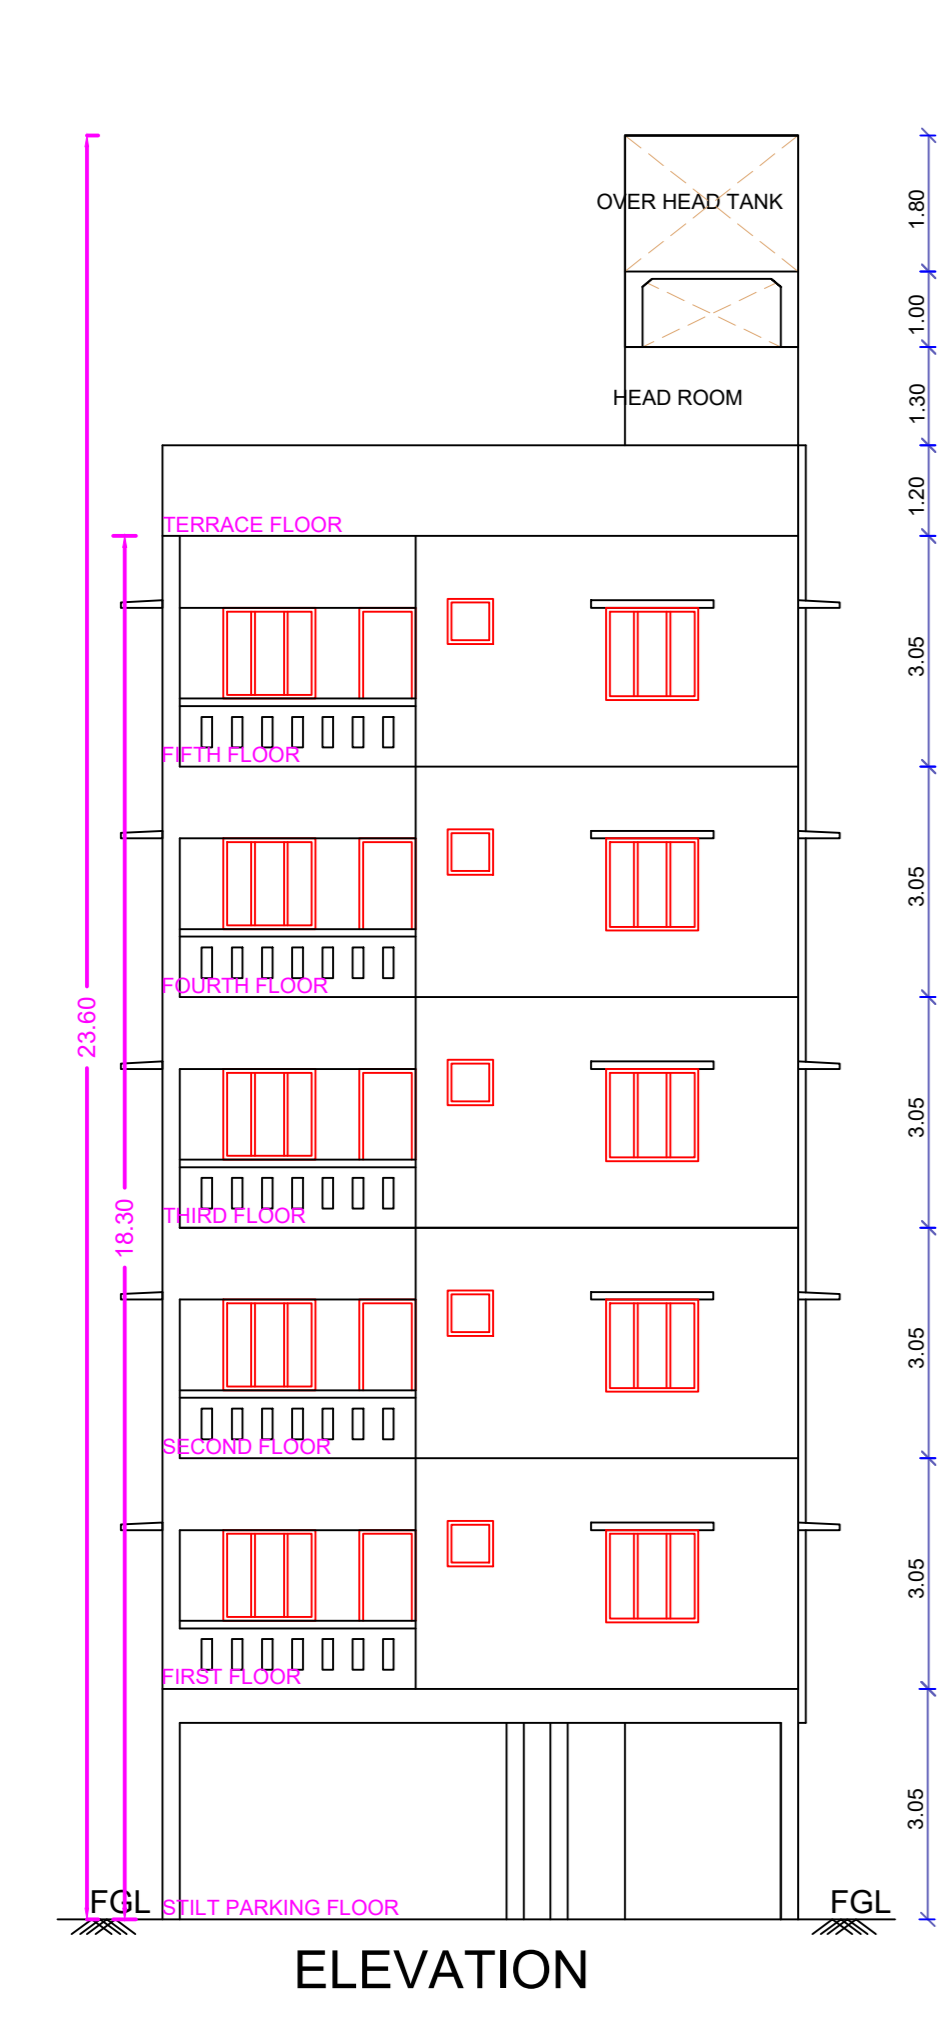 OVER HEAD TANK
1.80
1.00
HEAD ROOM
1.30
1.20
TERRACE FLOOR
3.05
FIFTH FLOOR
3.05
FOURTH FLOOR
23.60
3.05
THIRD FLOOR
18.30
3.05
SECOND FLOOR
3.05
FIRST FLOOR
3.05
FGL
STILT PARKING FLOOR
FGL
ELEVATION